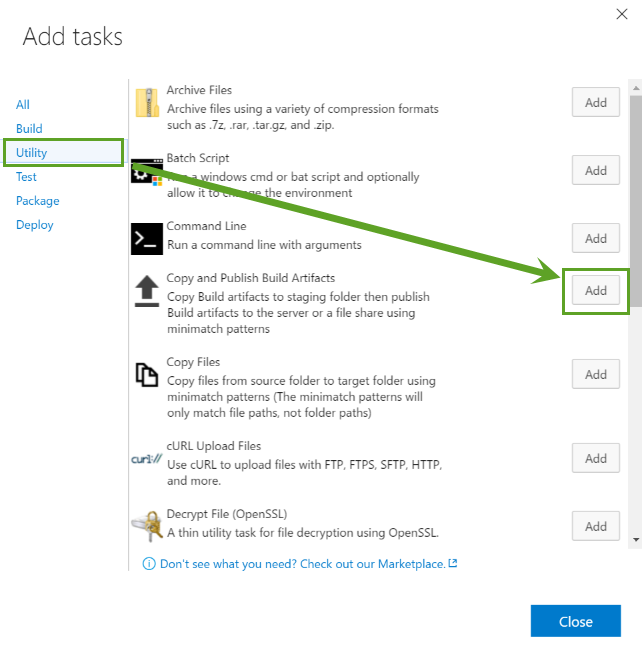 Add tasks
All
Build
Utility
Test
Package
Deploy
Archive Files
Archive files using a variety of compression formats
such as .7z, .rar, .tar.gz, and .zip.
Add
Batch Script
a windows cmd or bat script and optionally
allow it to change the environment
Add
Command Line
Run a command line with arguments
Add
Copy and Publish Build Artifacts
Copy Build artifacts to staging folder then publish
Build artifacts to the server or a file share using
minimatch patterns
Add
Copy Files
Copy files from source folder to target folder using
minimatch patterns (The minimatch patterns will
only match file paths, not folder paths)
Add
curl://
cURL Upload Files
Use cURL to upload files with FTP, FTPS, SFTP, HTTP,
and more.
Add
Decrypt File (OpenSSL)
A thin utility task for file decryption using OpenSSL.
Add
Don't see what you need? Check out our Marketplace.
Close